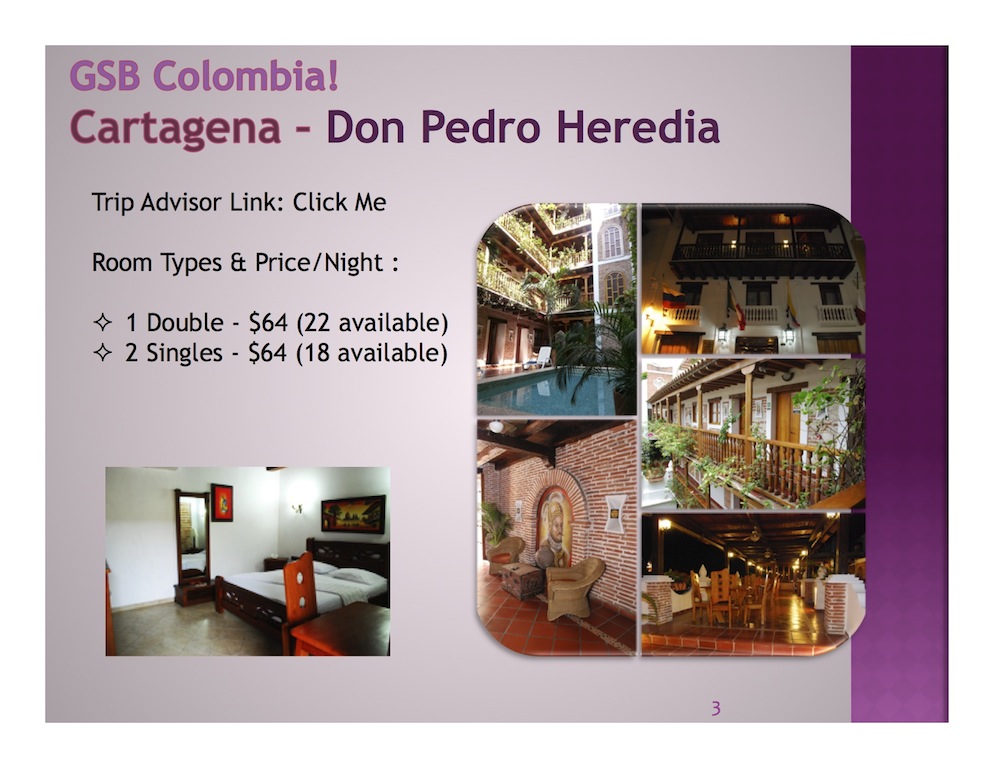 GSB Colombia!
Cartagena - Don Pedro Heredia
Trip Advisor Link: Click Me
Room Types & Price/Night :
✧ 1 Double - $64 (22 available)
✧ 2 Singles - $64 (18 available)
3